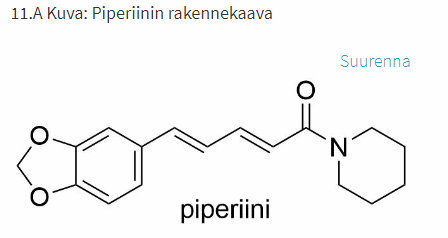 11.A Kuva: Piperiinin rakennekaava
Suurenna
O
O
N
O
piperiini